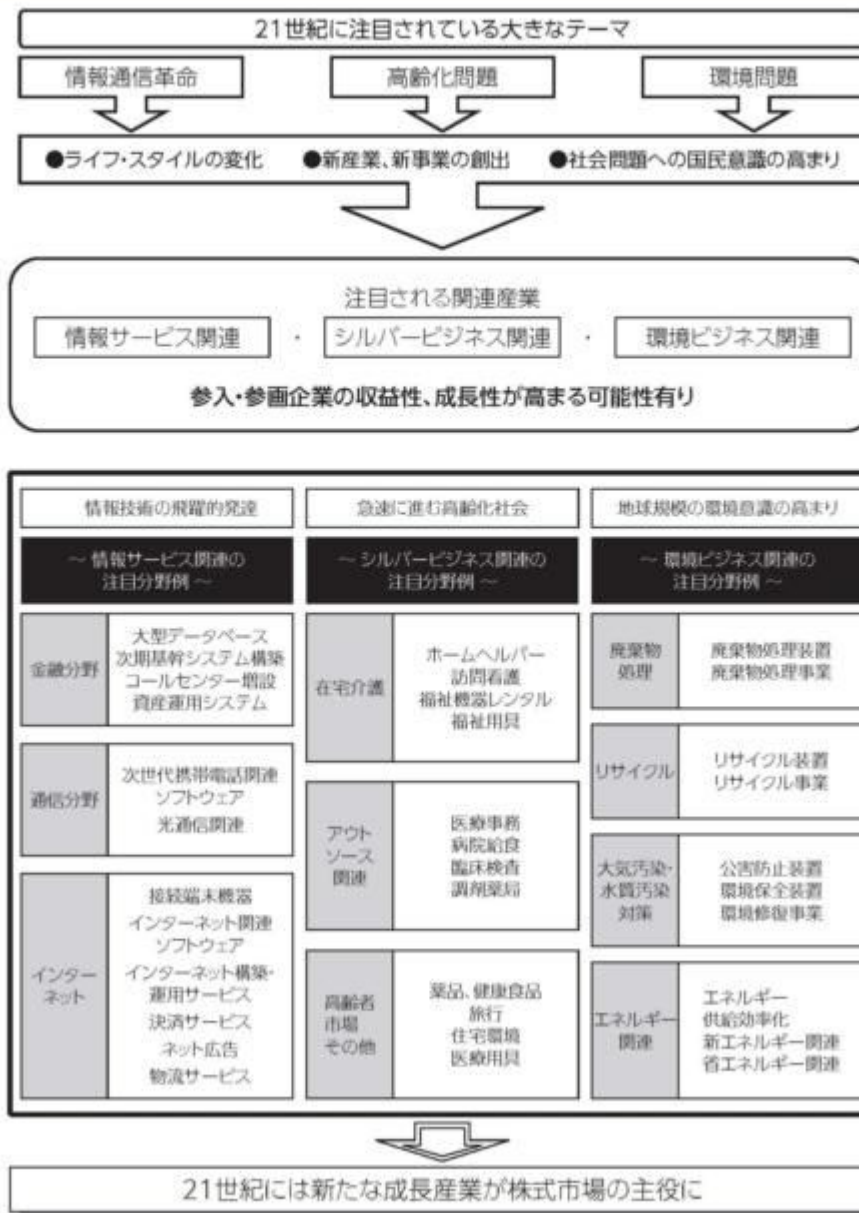 21世紀に注目されている大きなテーマ
情報通信革命
高齢化問題
環境問題
●ライフ・スタイルの変化　●新産業、新事業の創出　●社会問題への国民意識の高まり
注目される関連産業
情報サービス関連　・　シルバービジネス関連　・　環境ビジネス関連
参入・参画企業の収益性、成長性が高まる可能性有り
情報技術の飛躍的発達
～ 情報サービス関連の
注目分野例 ～
金融分野
大型データベース
次期基幹システム構築
コールセンター増設
資産運用システム
通信分野
次世代携帯電話関連
ソフトウェア
光通信関連
インター
ネット
接続端末機器
インターネット関連
ソフトウェア
インターネット構築・
運用サービス
決済サービス
ネット広告
物流サービス
急速に進む高齢化社会
～ シルバービジネス関連の
注目分野例 ～
在宅介護
ホームヘルパー
訪問看護
福祉機器レンタル
福祉用具
アウト
ソース
関連
医療事務
病院給食
臨床検査
調剤薬局
高齢者
市場
その他
薬品、健康食品
旅行
住宅環境
医療用具
地球規模の環境意識の高まり
～ 環境ビジネス関連の
注目分野例 ～
廃棄物
処理
廃棄物処理装置
廃棄物処理事業
リサイクル
リサイクル装置
リサイクル事業
大気汚染・
水質汚染
対策
公害防止装置
環境保全装置
環境修復事業
エネルギー
関連
エネルギー
供給効率化
新エネルギー関連
省エネルギー関連
21世紀には新たな成長産業が株式市場の主役に